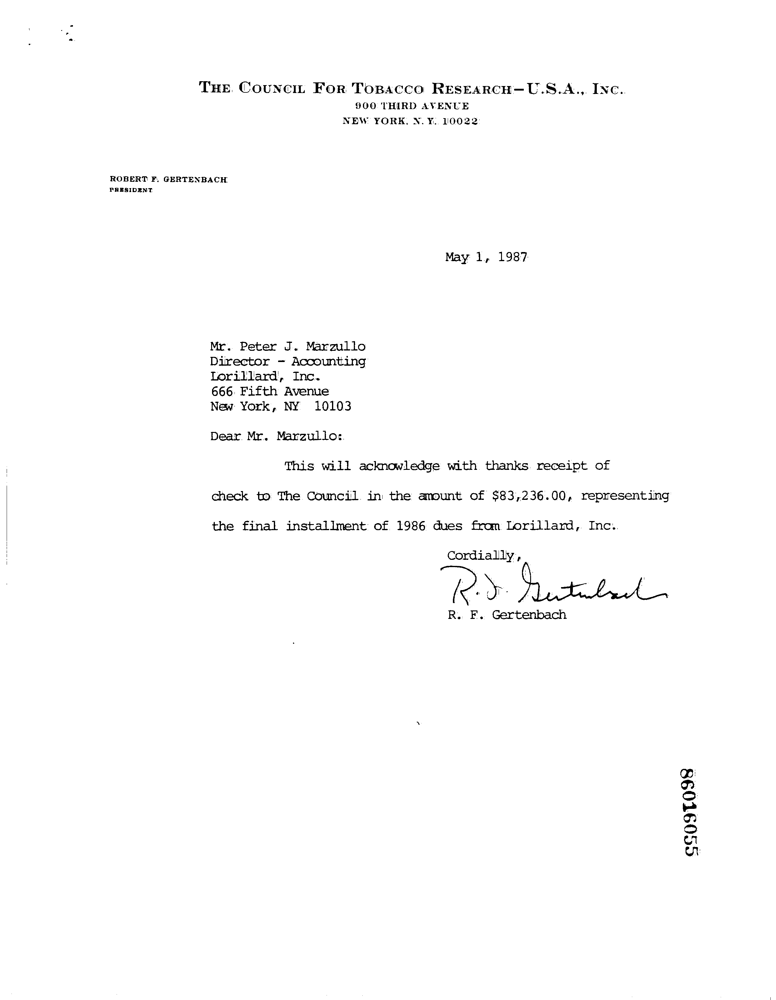 THE COUNCIL FOR TOBACCO RESEARCH-U.S.A., INC.
900 THIRD AVENUE
NEW YORK, N. Y. 10022
ROBERT F. GERTENBACH
PRESIDENT
May 1, 1987
Mr. Peter J. Marzullo
Director - Accounting
Lorillard, Inc.
666 Fifth Avenue
New York, NY 10103
Dear Mr. Marzullo:
This will acknowledge with thanks receipt of
check to The Council in the amount of $83,236.00, representing
the final installment of 1986 dues from Lorillard, Inc.
Cordially,
R. F. Gertenbach
R. F. Gertenbach
86016055